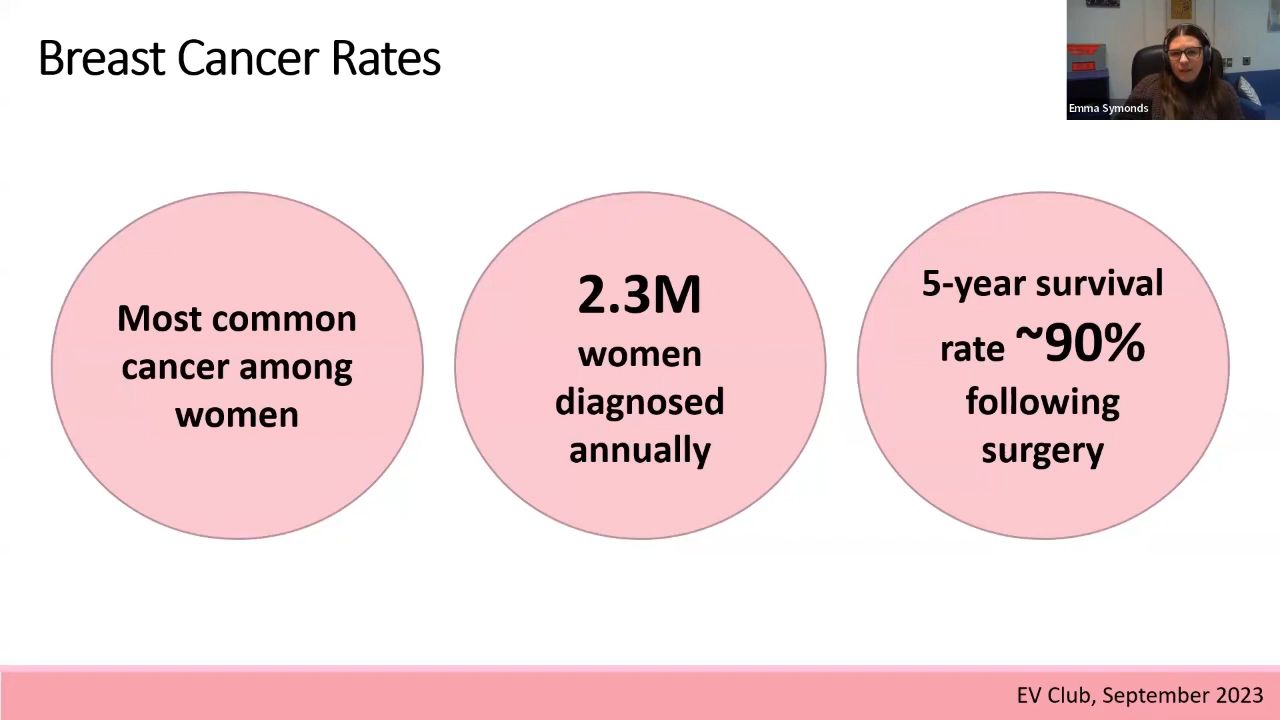 Breast Cancer Rates
Emma Symonds
Most common
cancer among
women
2.3M
women
diagnosed
annually
5-year survival
rate ~90%
following
surgery
EV Club, September 2023